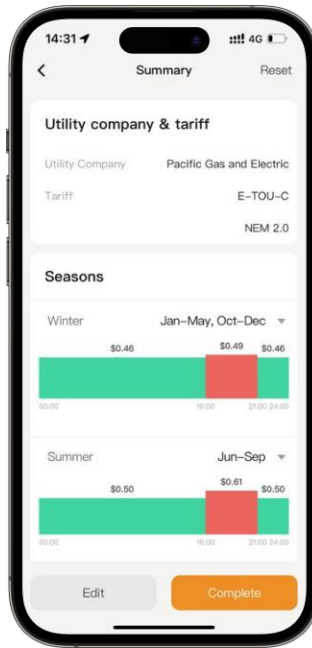 14:31 4G
Summary Reset
Utility company & tariff
Utility Company Pacific Gas and Electric
Tariff E-TOU-C
NEM 2.0
Seasons
Winter Jan-May, Oct-Dec
$0.46 $0.49 $0.46
00:00 16:00 21:00 24:00
Summer Jun-Sep
$0.50 $0.61 $0.50
00:00 16:00 21:00 24:00
Edit Complete